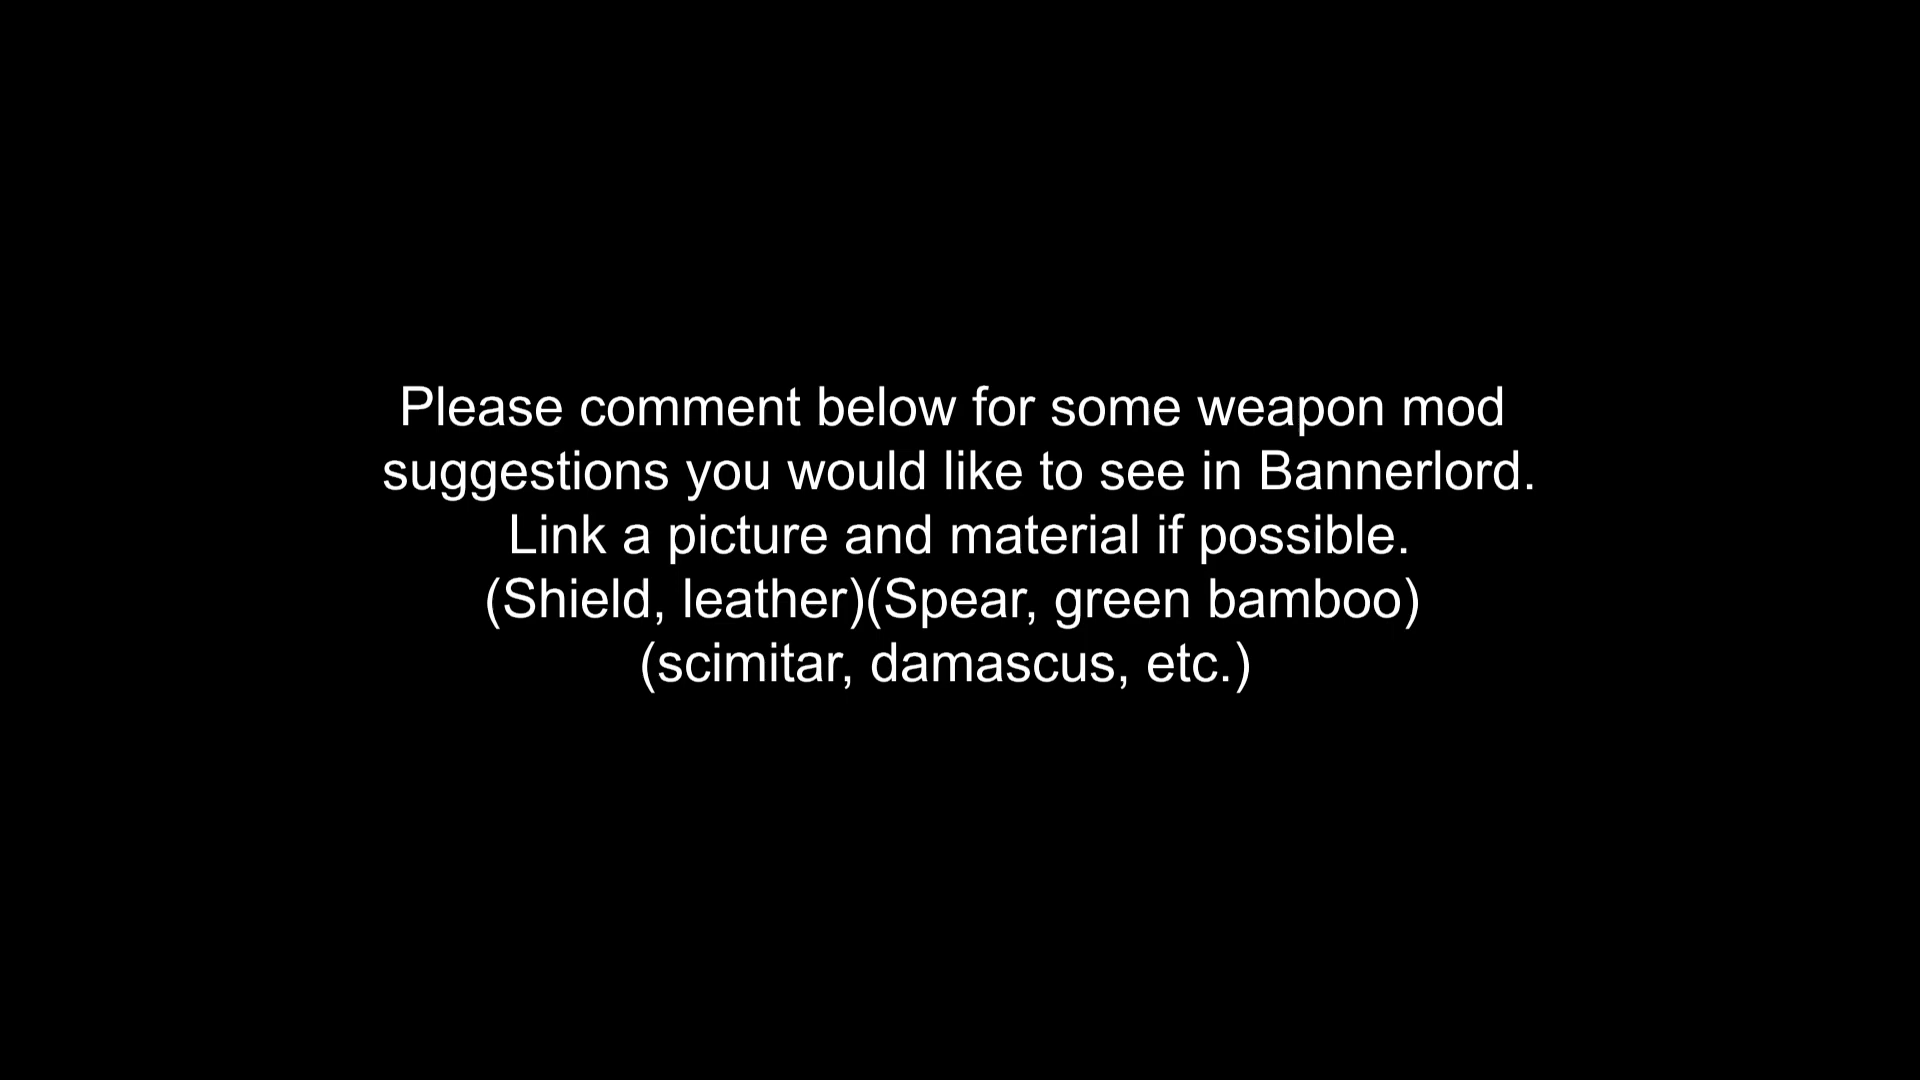 Please comment below for some weapon mod
suggestions you would like to see in Bannerlord.
Link a picture and material if possible.
(Shield, leather)(Spear, green bamboo)
(scimitar, damascus, etc.)